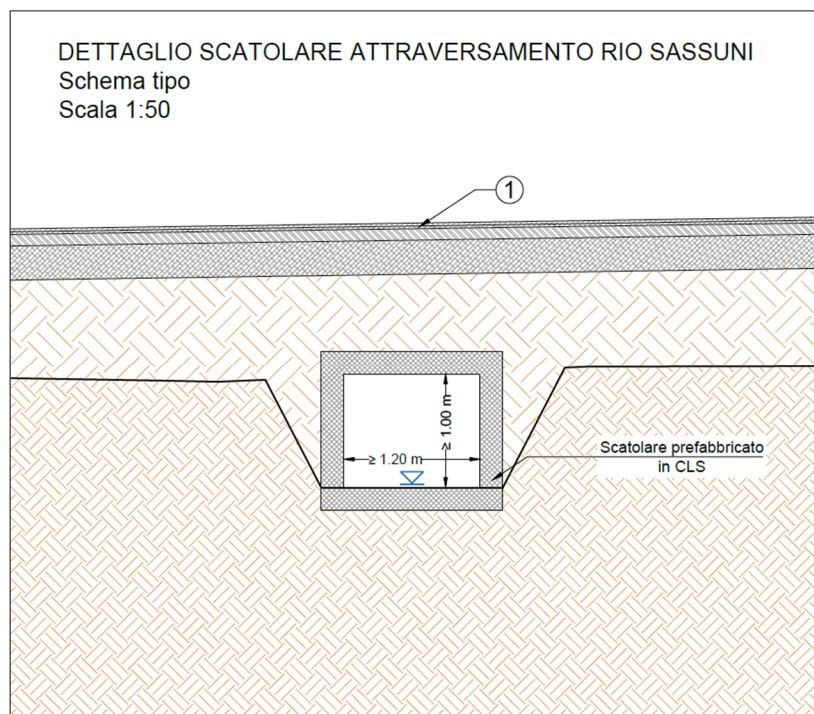 DETTAGLIO SCATOLARE ATTRAVERSAMENTO RIO SASSUNI
Schema tipo
Scala 1:50
1
≥ 1.00 m
≥ 1.20 m
Scatolare prefabbricato
in CLS